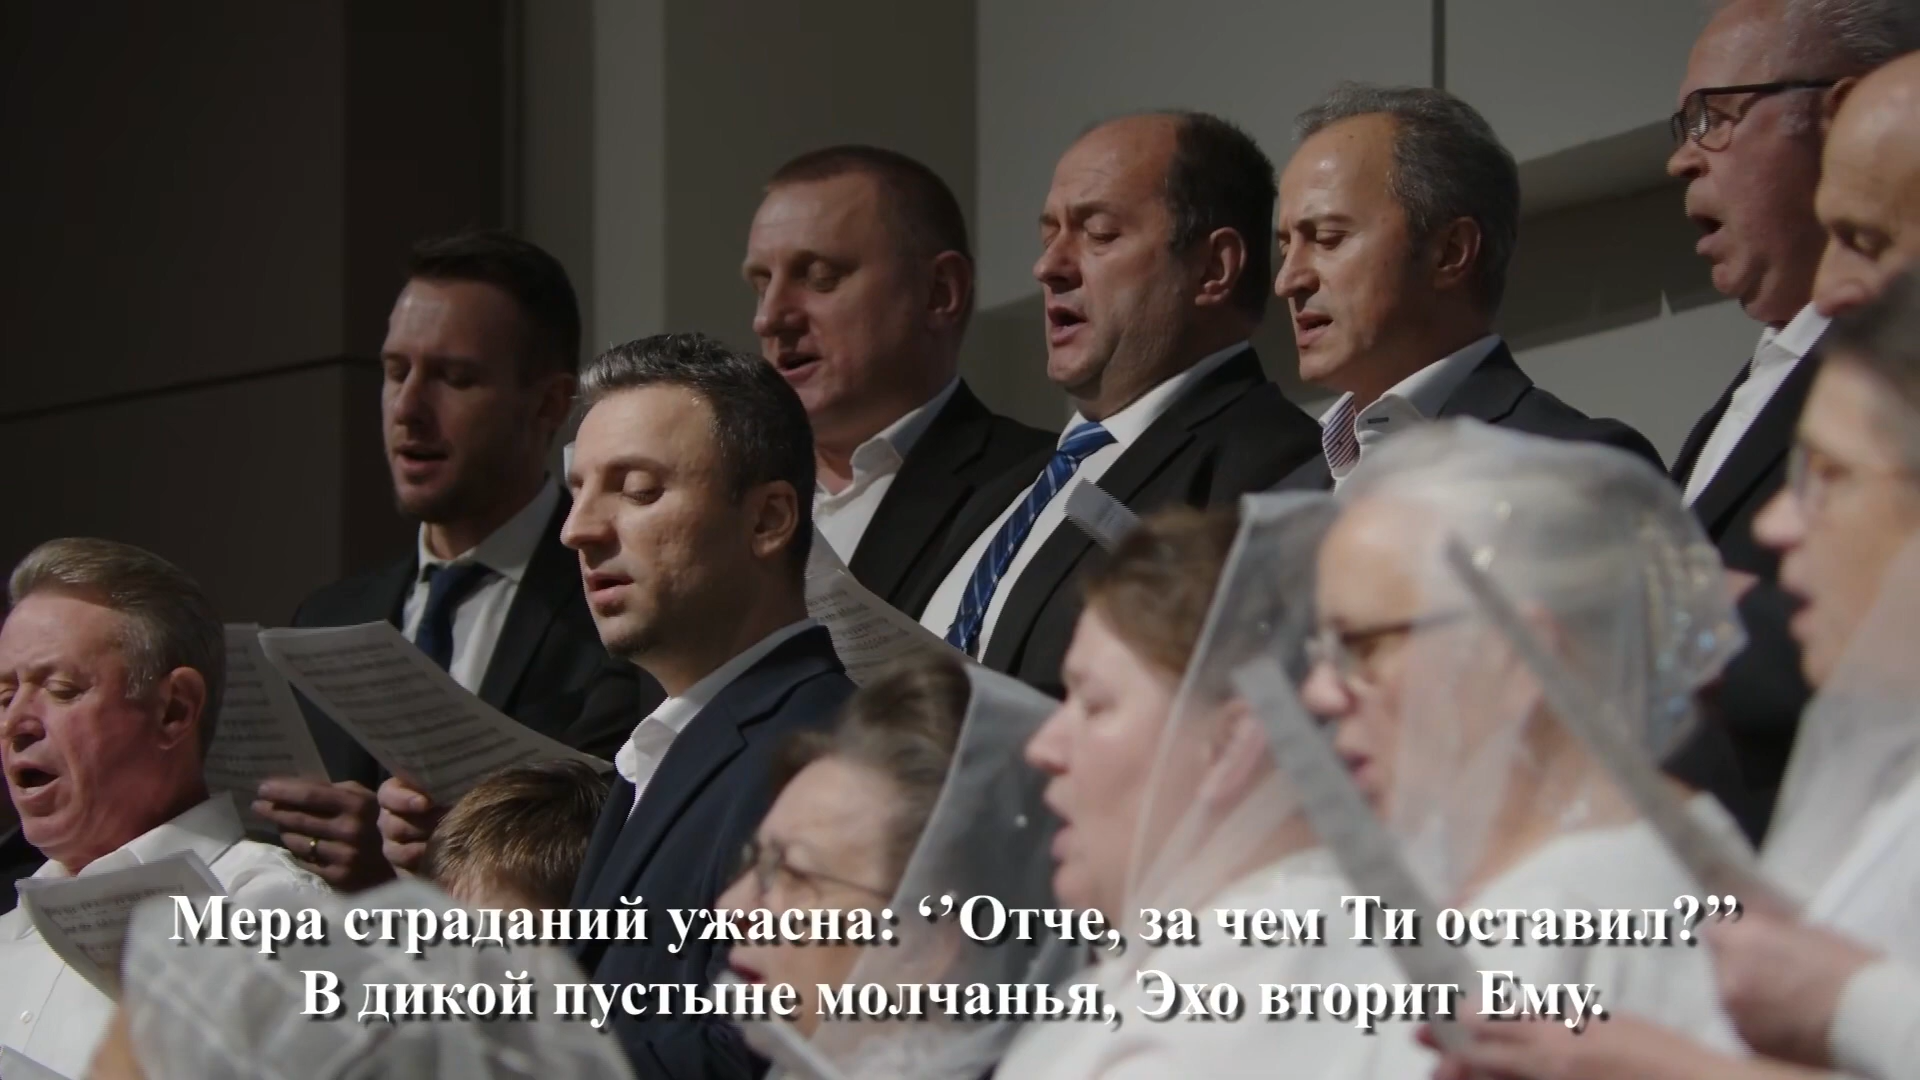 Мера страданий ужасна: ‘’Отче, за чем Ти оставил?’’
В дикой пустыне молчанья, Эхо вторит Ему.